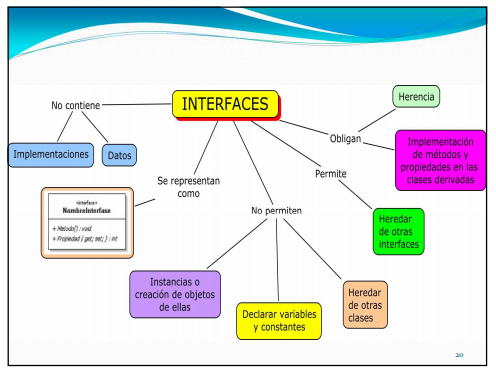 INTERFACES
No contiene
Implementaciones
Datos
Se representan
como
«interfase»
NombreInterfase
+ Metodo() : void
+ Propiedad { get; set; } : int
No permiten
Instancias o
creación de objetos
de ellas
Declarar variables
y constantes
Heredar
de otras
clases
Permite
Heredar
de otras
interfaces
Obligan
Herencia
Implementación
de métodos y
propiedades en las
clases derivadas
20